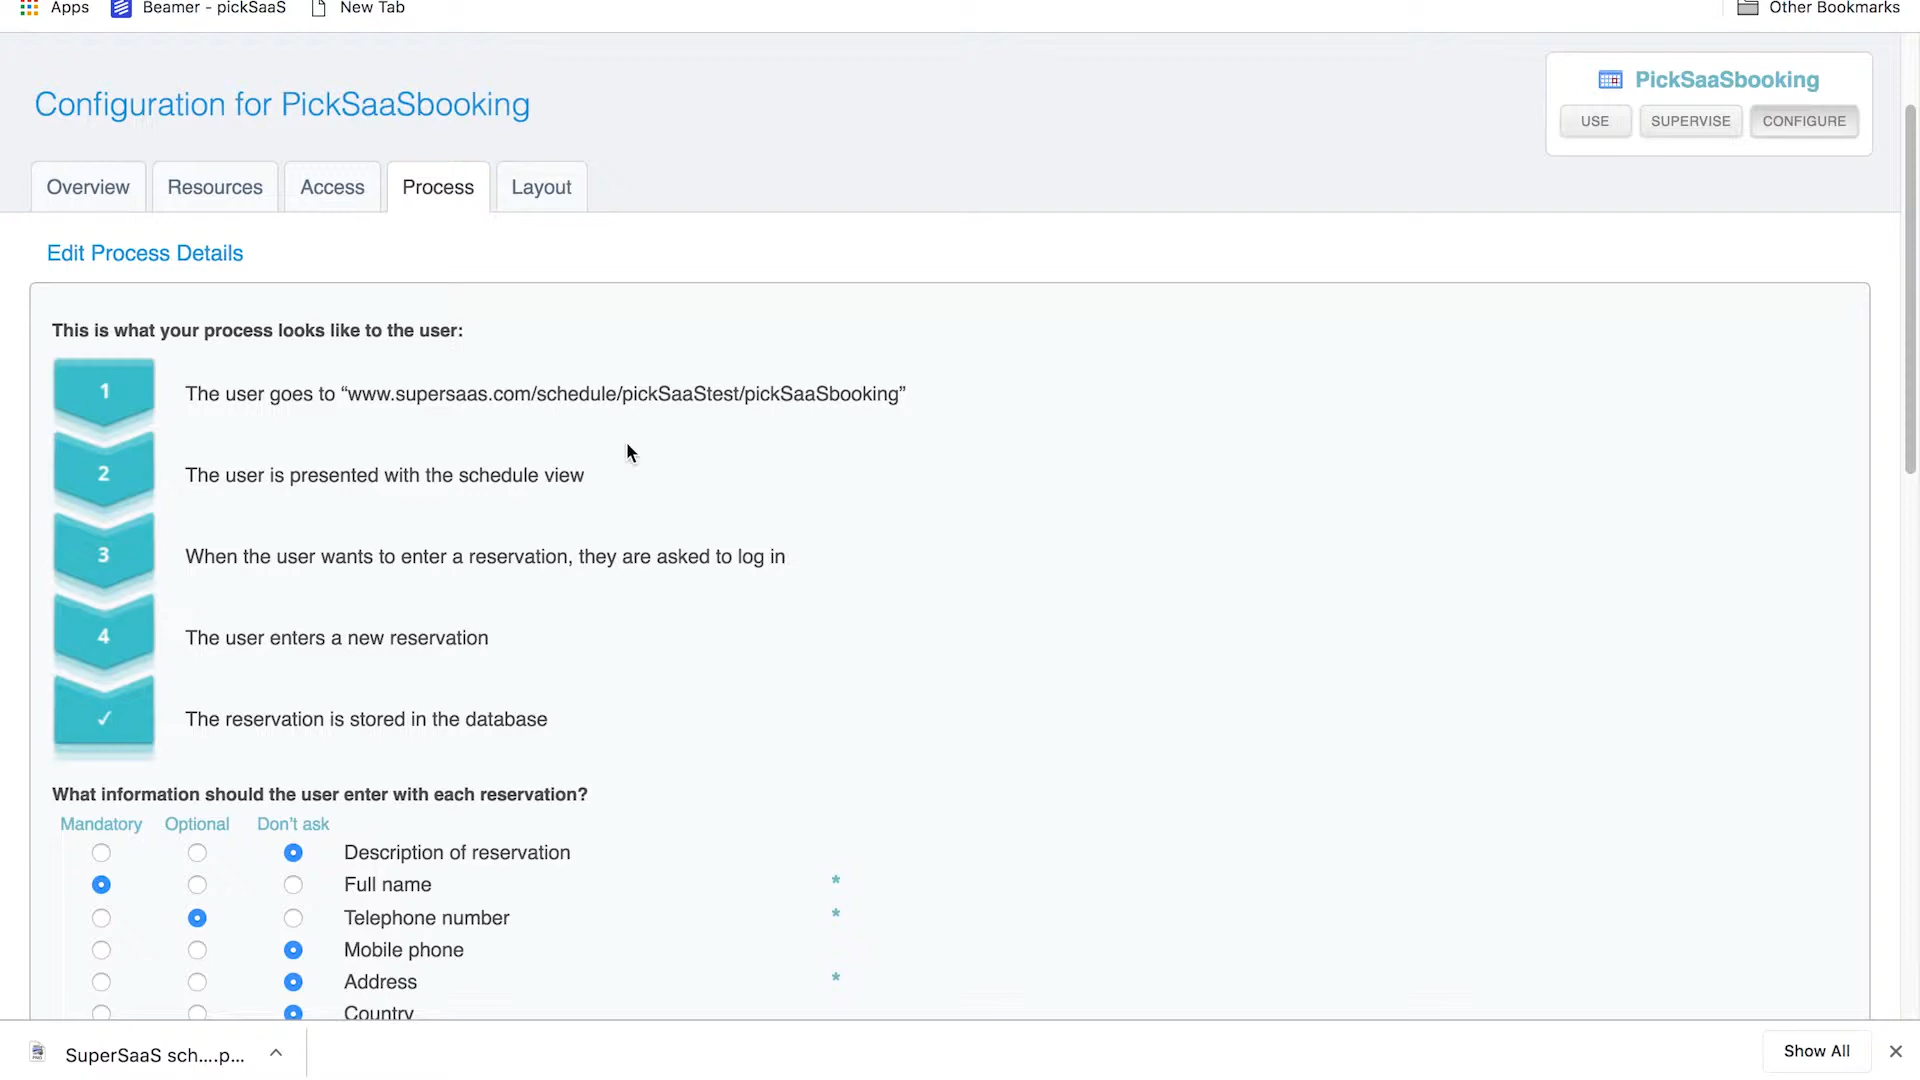 Apps Beamer - pickSaaS New Tab Other Bookmarks
PickSaaSbooking
Configuration for PickSaaSbooking
USE SUPERVISE CONFIGURE
Overview Resources Access Process Layout
Edit Process Details
This is what your process looks like to the user:
1 The user goes to “www.supersaas.com/schedule/pickSaaStest/pickSaaSbooking”
2 The user is presented with the schedule view
3 When the user wants to enter a reservation, they are asked to log in
4 The user enters a new reservation
✓ The reservation is stored in the database
What information should the user enter with each reservation?
Mandatory Optional Don't ask
Description of reservation
Full name *
Telephone number *
Mobile phone
Address *
Country
SuperSaaS sch....p... Show All